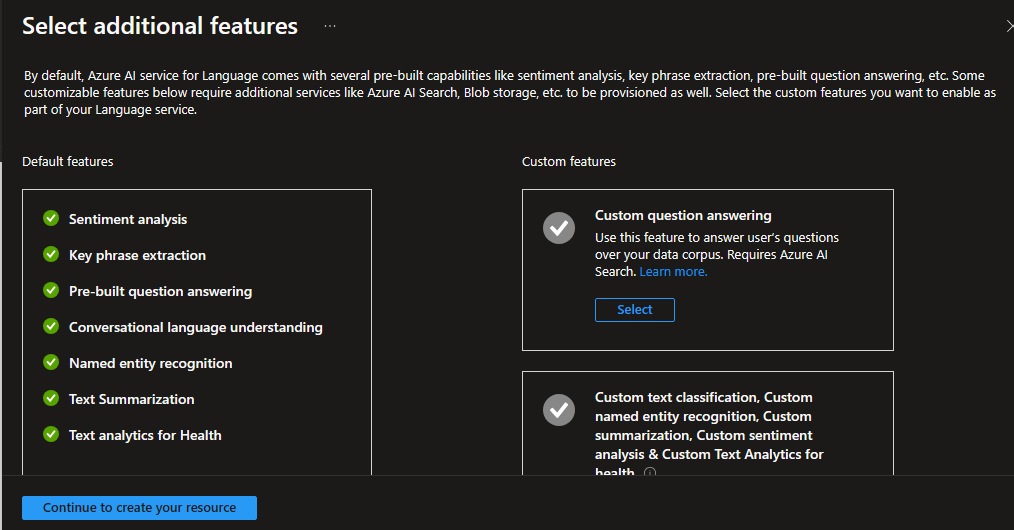 Select additional features ...
By default, Azure AI service for Language comes with several pre-built capabilities like sentiment analysis, key phrase extraction, pre-built question answering, etc. Some
customizable features below require additional services like Azure AI Search, Blob storage, etc. to be provisioned as well. Select the custom features you want to enable as
part of your Language service.
Default features
Sentiment analysis
Key phrase extraction
Pre-built question answering
Conversational language understanding
Named entity recognition
Text Summarization
Text analytics for Health
Custom features
Custom question answering
Use this feature to answer user's questions
over your data corpus. Requires Azure AI
Search. Learn more.
Select
Custom text classification, Custom
named entity recognition, Custom
summarization, Custom sentiment
analysis & Custom Text Analytics for
health
Continue to create your resource